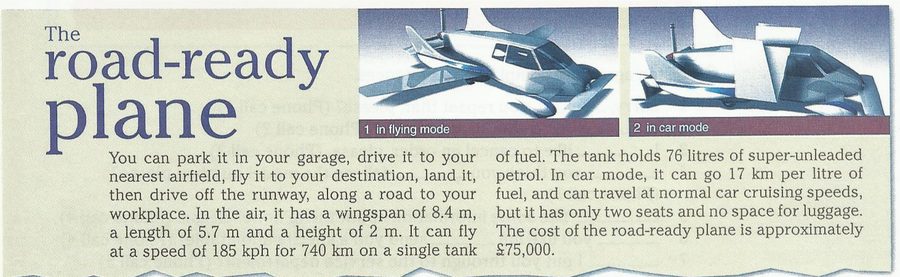 The
road-ready
plane
1 in flying mode
2 in car mode
You can park it in your garage, drive it to your
nearest airfield, fly it to your destination, land it,
then drive off the runway, along a road to your
workplace. In the air, it has a wingspan of 8.4 m,
a length of 5.7 m and a height of 2 m. It can fly
at a speed of 185 kph for 740 km on a single tank
of fuel. The tank holds 76 litres of super-unleaded
petrol. In car mode, it can go 17 km per litre of
fuel, and can travel at normal car cruising speeds,
but it has only two seats and no space for luggage.
The cost of the road-ready plane is approximately
£75,000.